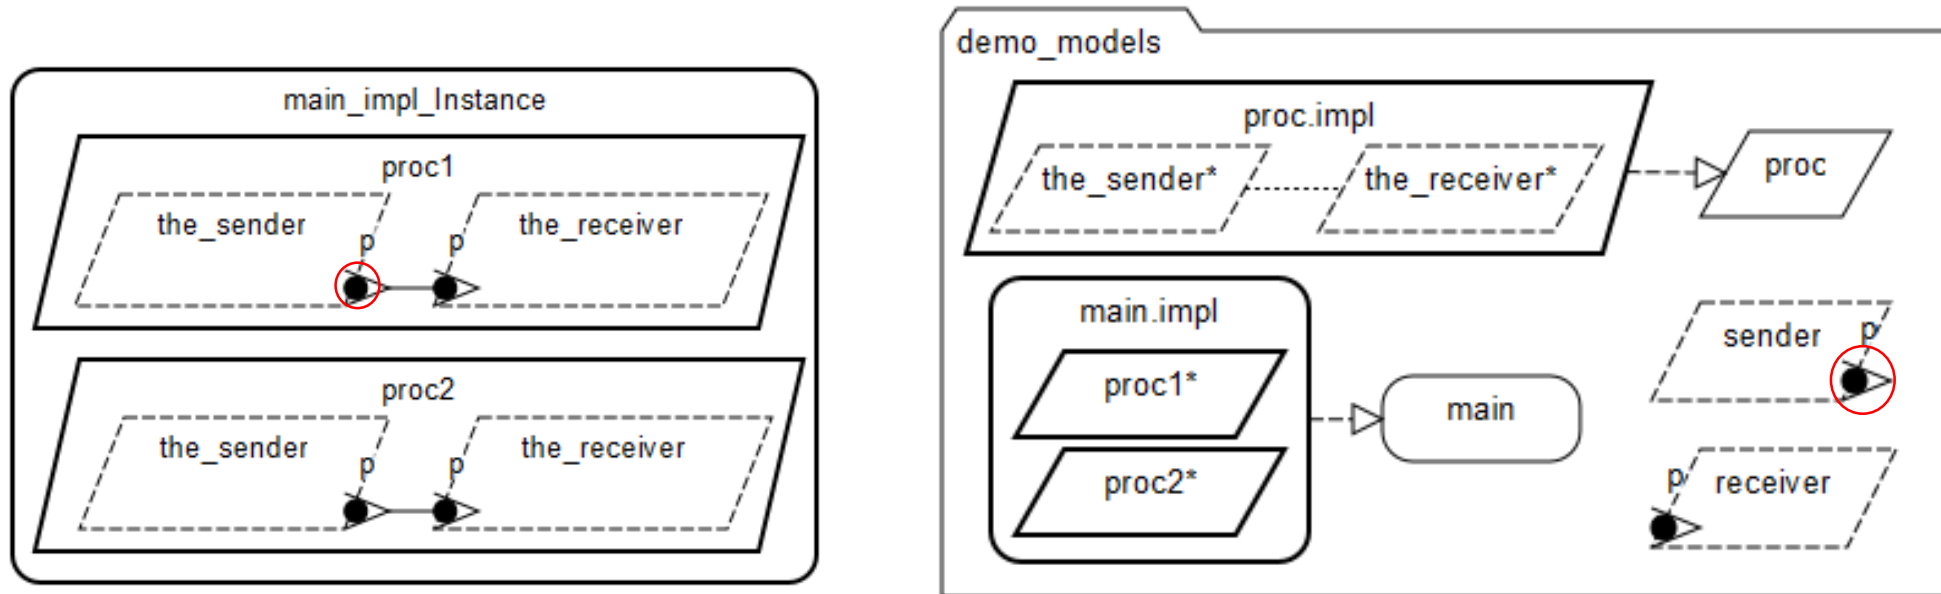 main_impl_Instance
proc1
the_sender
the_receiver
p
p
proc2
the_sender
the_receiver
p
p
demo_models
proc.impl
the_sender*
the_receiver*
proc
main.impl
proc1*
proc2*
main
sender
p
p
receiver